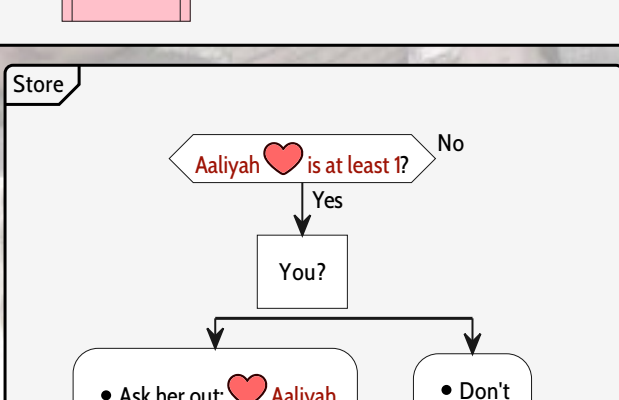 Store
Aaliyah ❤ is at least 1?
No
Yes
You?
• Ask her out: ❤ Aaliyah
• Don't